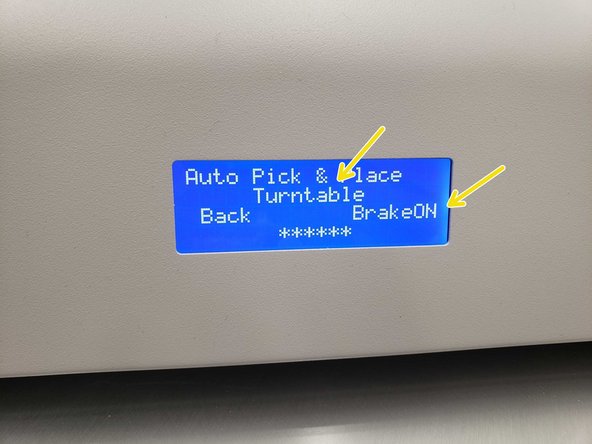 Auto Pick & Place
Turntable
Back BrakeON
******